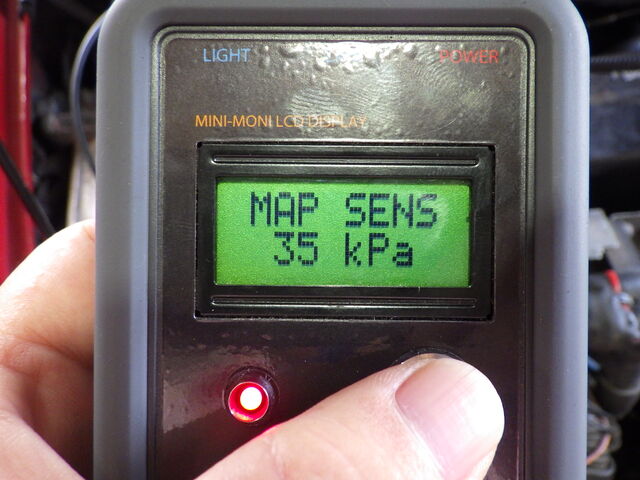 LIGHT POWER
MINI-MONI LCD DISPLAY
MAP SENS
35 kPa